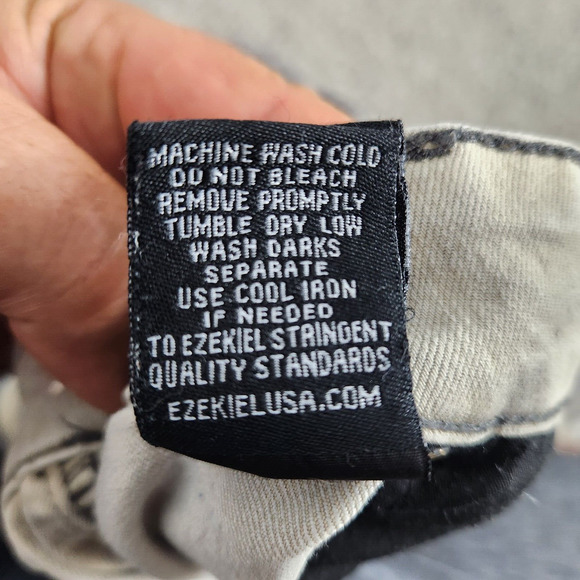 MACHINE WASH COLD
DO NOT BLEACH
REMOVE PROMPTLY
TUMBLE DRY LOW
WASH DARKS
SEPARATE
USE COOL IRON
IF NEEDED
TO EZEKIEL STRINGENT
QUALITY STANDARDS
EZEKIELUSA.COM